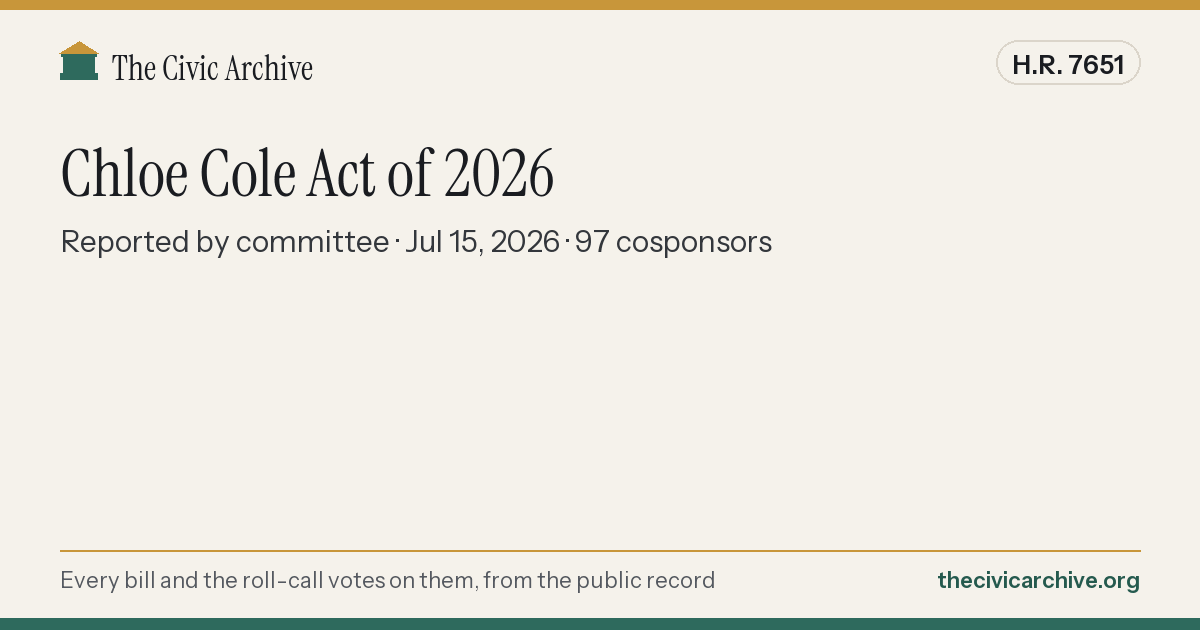 The Civic Archive
H.R. 7651
Chloe Cole Act of 2026
Reported by committee · Jul 15, 2026 · 97 cosponsors
Every bill and the roll-call votes on them, from the public record
thecivicarchive.org